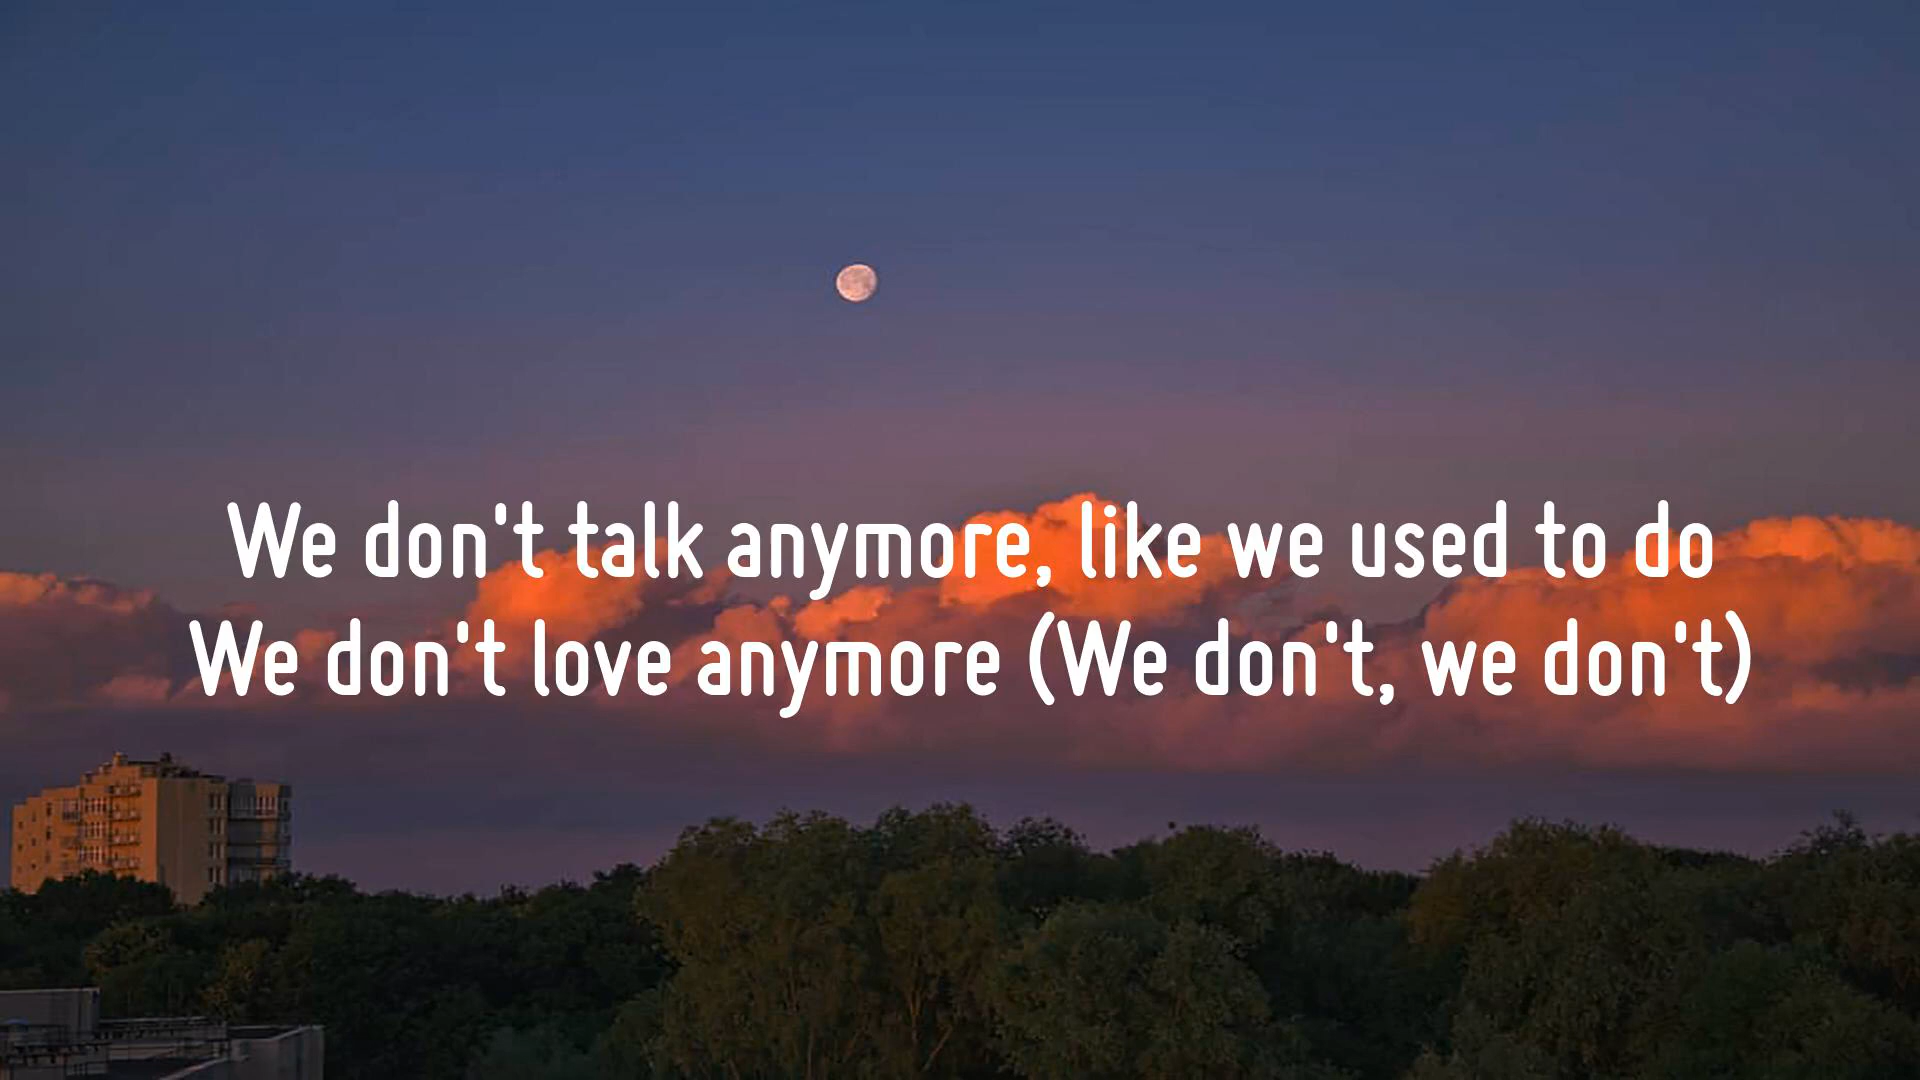 We don't talk anymore, like we used to do
We don't love anymore (We don't, we don't)